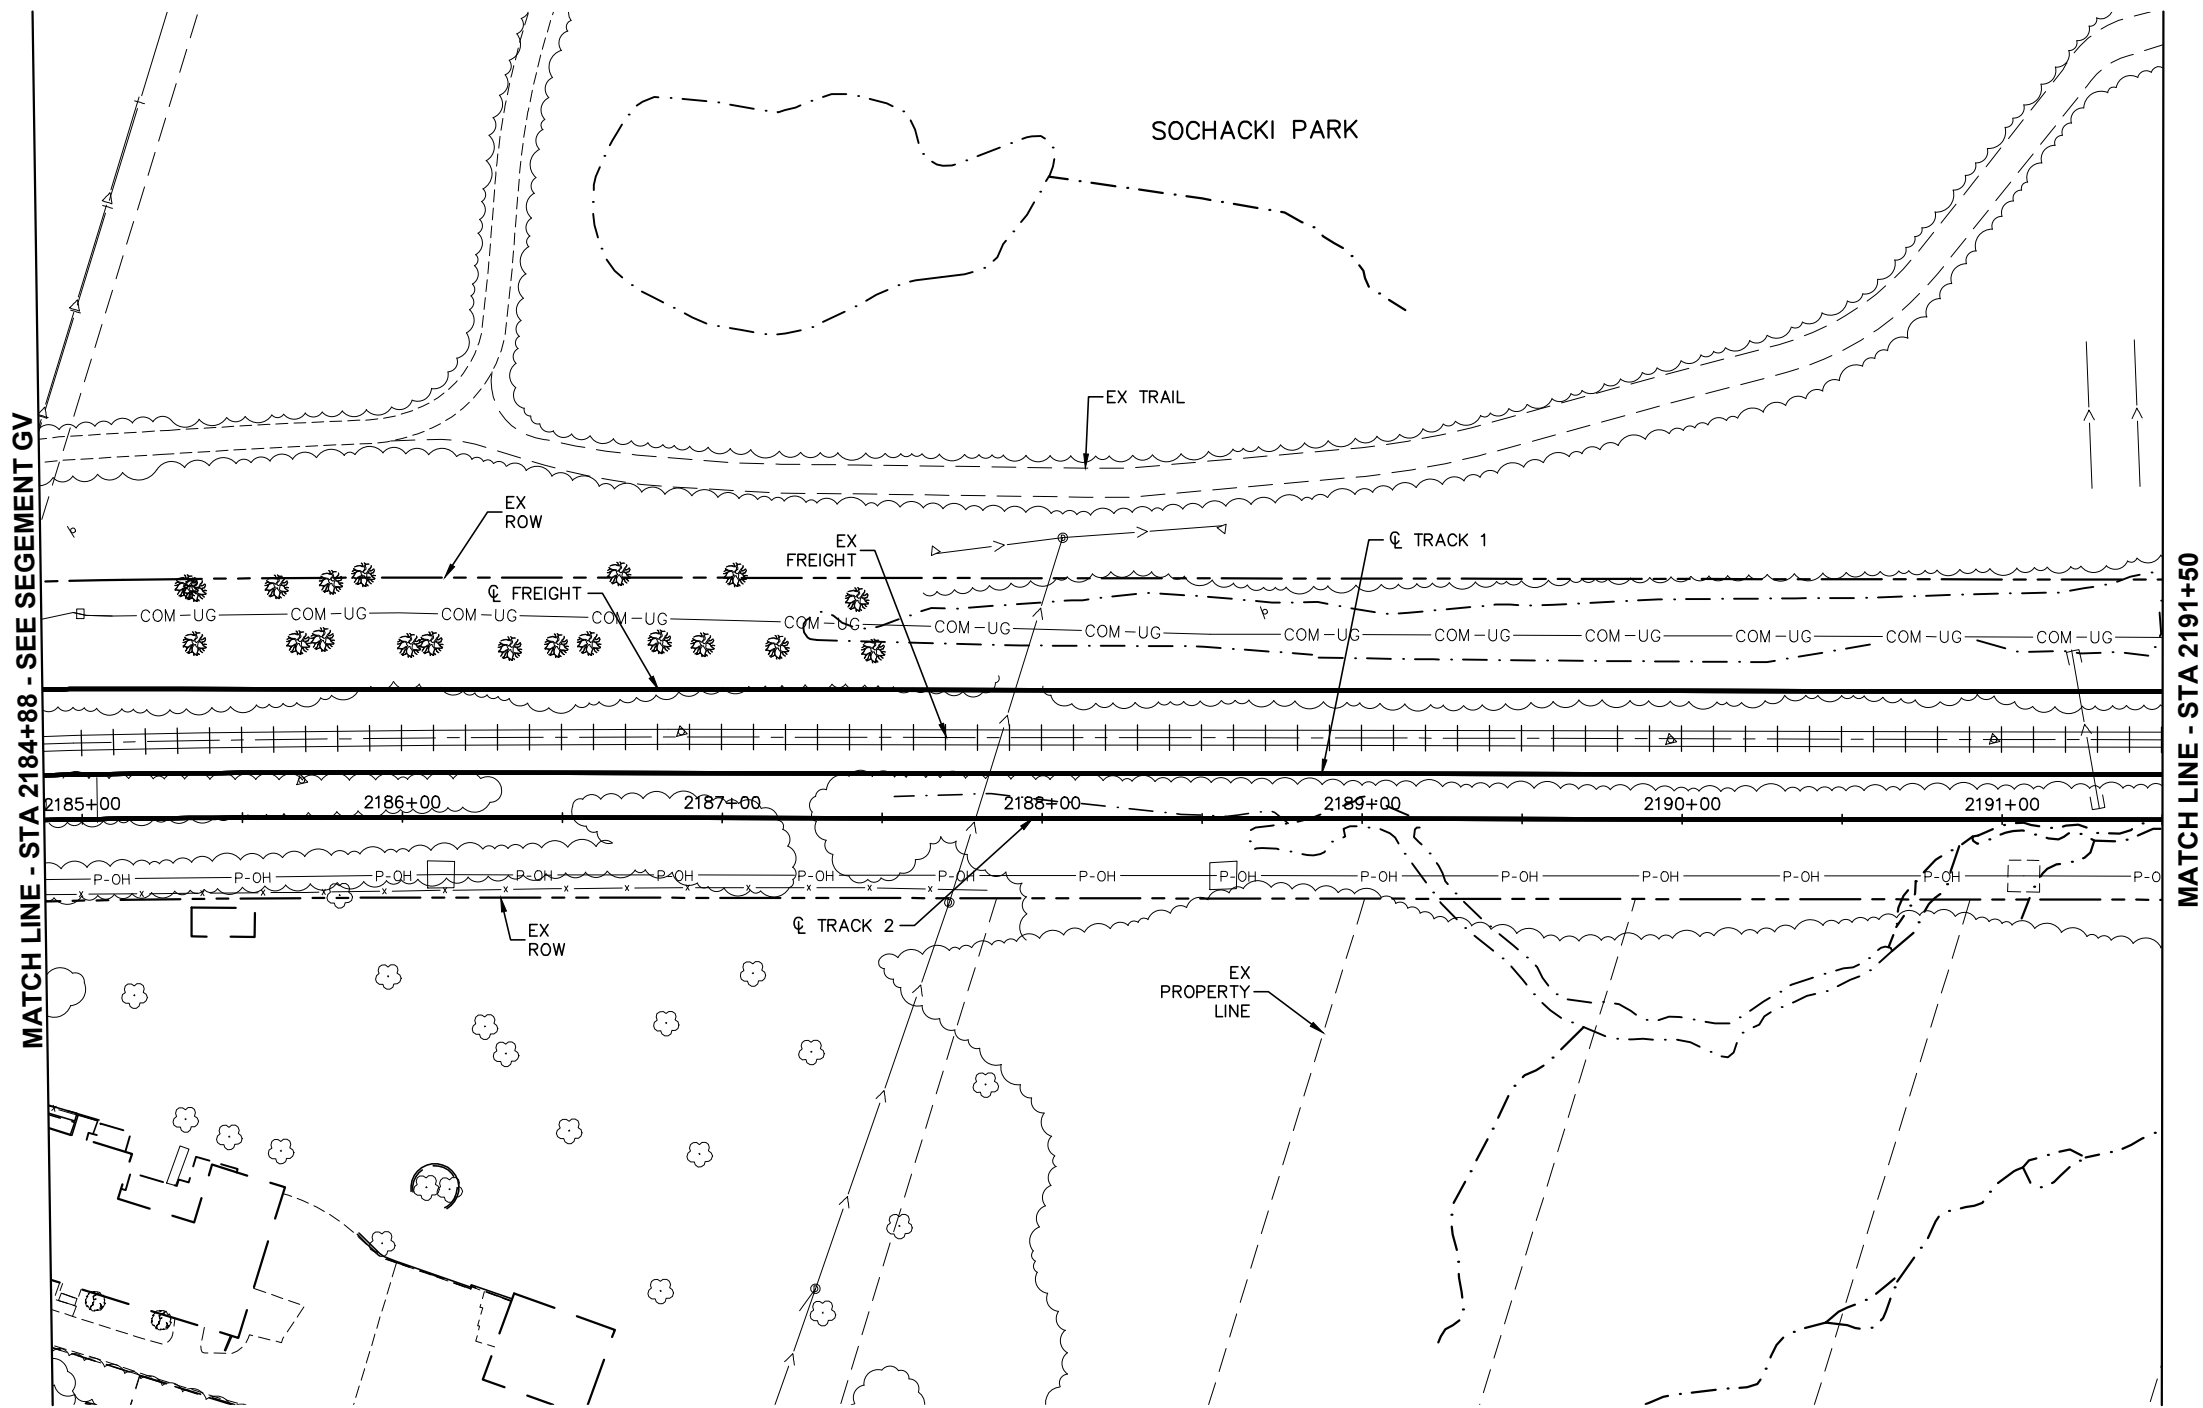 SOCHACKI PARK
EX TRAIL
EX
ROW
EX
FREIGHT
℄ TRACK 1
℄ FREIGHT
COM-UG COM-UG COM-UG COM-UG COM-UG COM-UG COM-UG COM-UG COM-UG COM-UG COM-UG COM-UG COM-UG
2185+00 2186+00 2187+00 2188+00 2189+00 2190+00 2191+00
P-OH P-OH P-OH P-OH P-OH P-OH P-OH P-OH P-OH P-OH P-OH P-OH P-OH P-OH P-O
℄ TRACK 2
EX
ROW
EX
PROPERTY
LINE
MATCH LINE - STA 2184+88 - SEE SEGEMENT GV
MATCH LINE - STA 2191+50